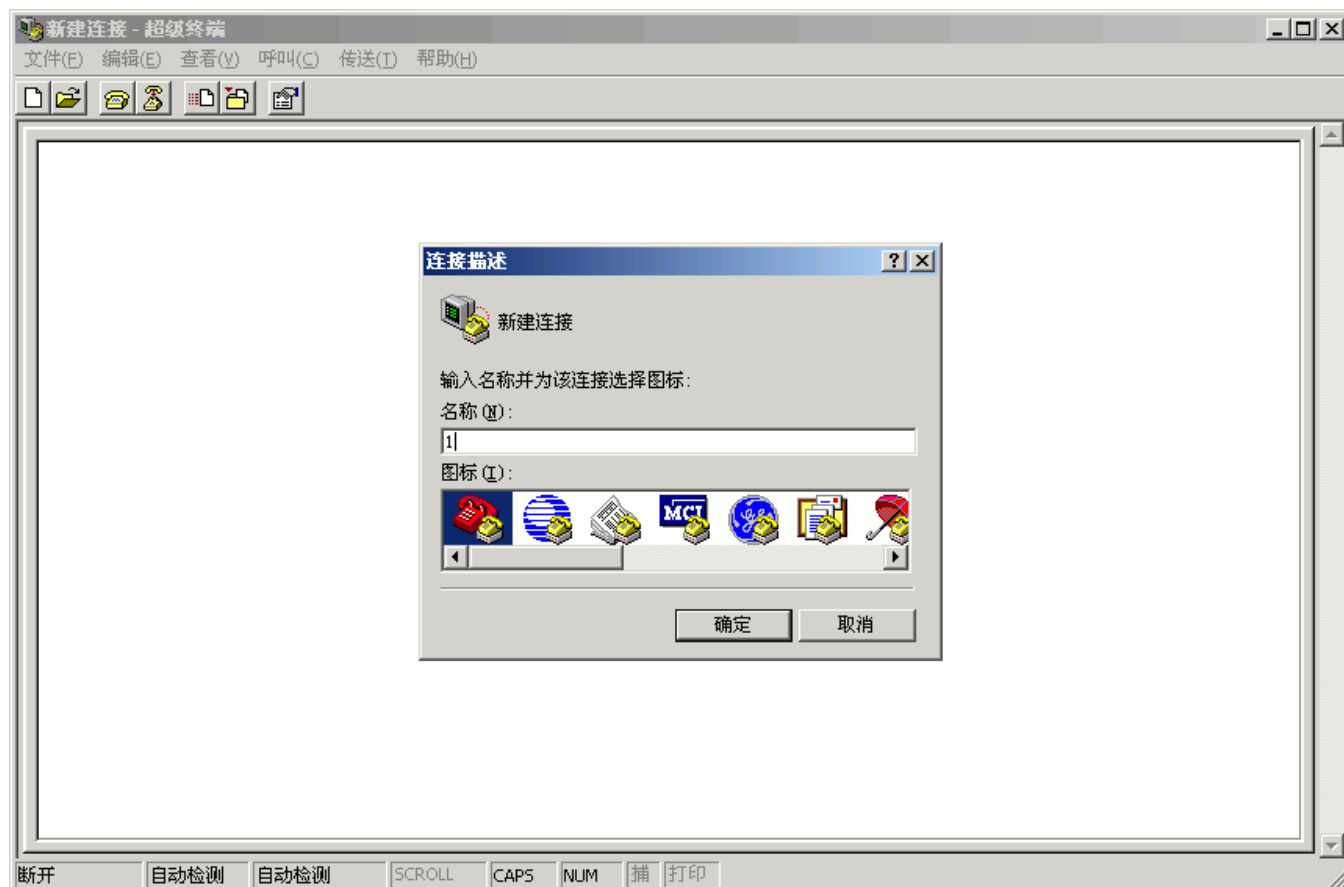 新建连接 - 超级终端
文件(F) 编辑(E) 查看(V) 呼叫(C) 传送(T) 帮助(H)
连接描述
新建连接
输入名称并为该连接选择图标:
名称(N):
1
图标(I):
MCI
确定 取消
断开 自动检测 自动检测 SCROLL CAPS NUM 捕 打印